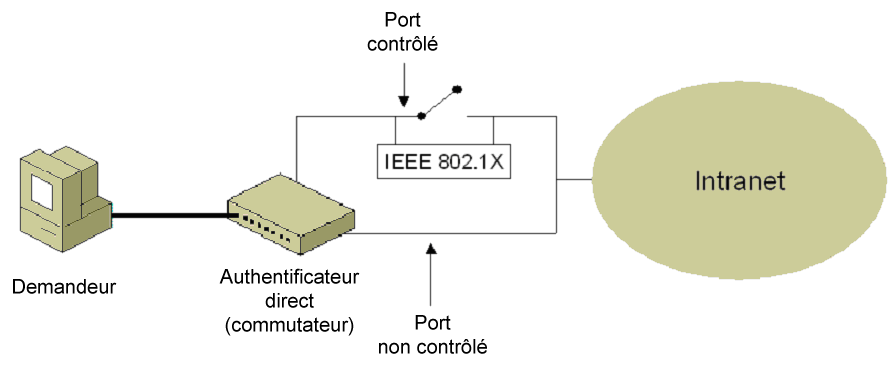 Port
contrôlé
IEEE 802.1X
Intranet
Demandeur
Authentificateur
direct
(commutateur)
Port
non contrôlé